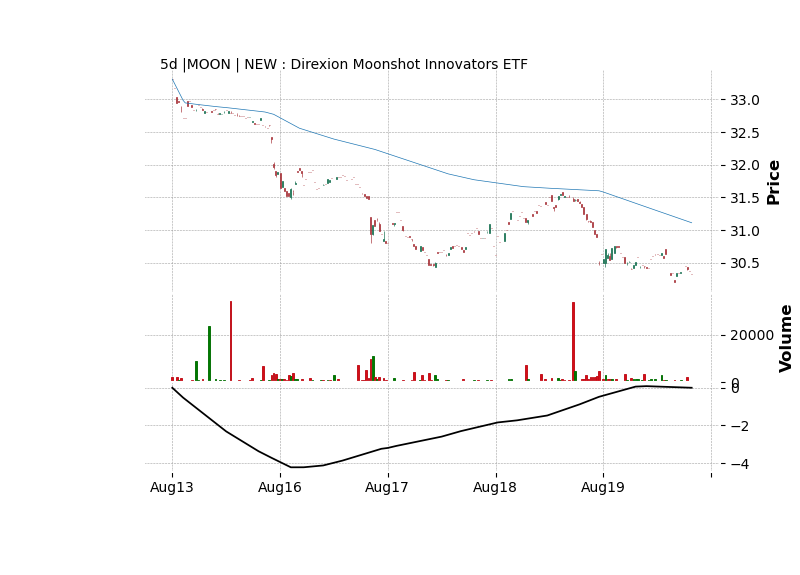 5d |MOON | NEW : Direxion Moonshot Innovators ETF
33.0
32.5
32.0
31.5
31.0
30.5
Price
20000
0
Volume
0
−2
−4
Aug13 Aug16 Aug17 Aug18 Aug19